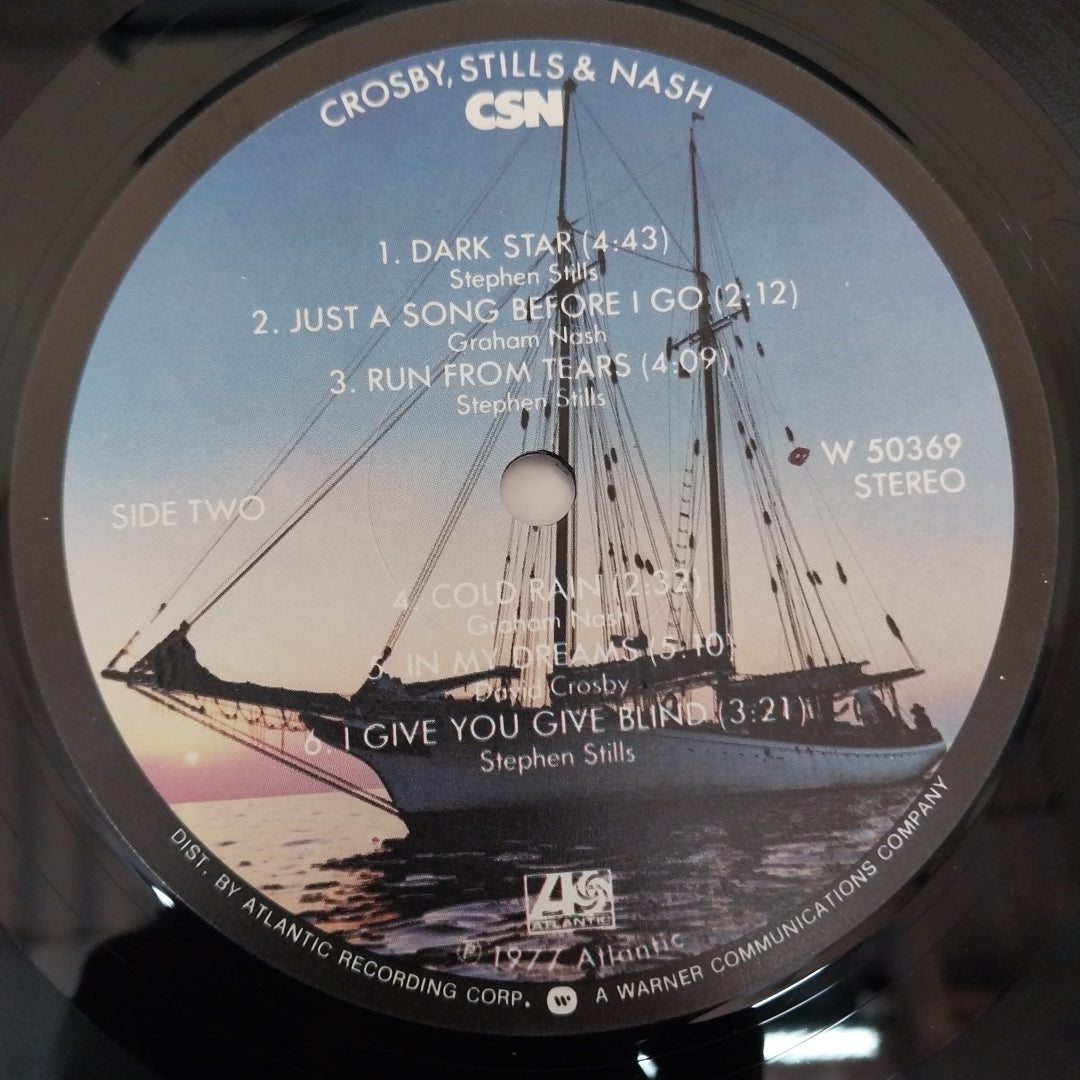 CROSBY, STILLS & NASH
CSN
1. DARK STAR (4:43)
Stephen Stills
2. JUST A SONG BEFORE I GO (2:12)
Graham Nash
3. RUN FROM TEARS (4:09)
Stephen Stills
W 50369
STEREO
SIDE TWO
4. COLD RAIN (2:32)
Graham Nash
5. IN MY DREAMS (5:10)
David Crosby
6. I GIVE YOU GIVE BLIND (3:21)
Stephen Stills
ATLANTIC
℗ 1977 Atlantic
DIST. BY ATLANTIC RECORDING CORP. W A WARNER COMMUNICATIONS COMPANY